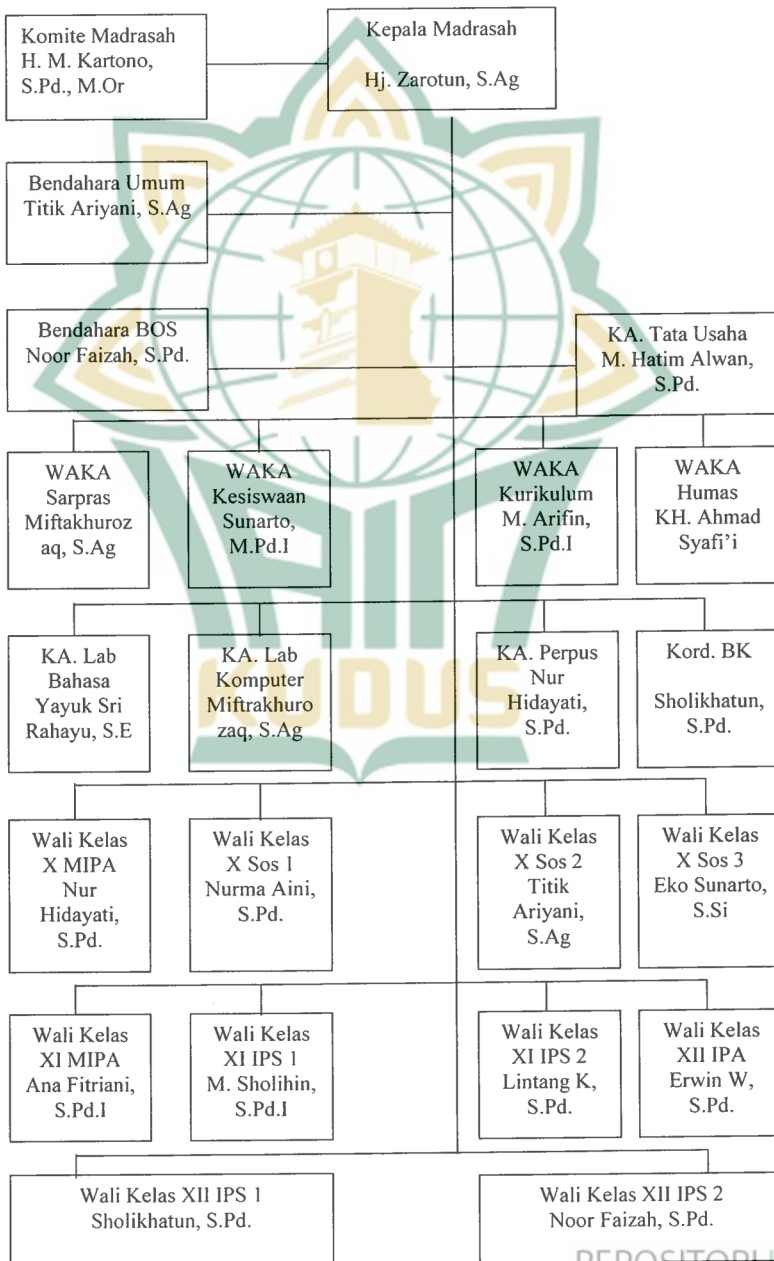 Komite Madrasah
H. M. Kartono,
S.Pd., M.Or
Kepala Madrasah
Hj. Zarotun, S.Ag
Bendahara Umum
Titik Ariyani, S.Ag
Bendahara BOS
Noor Faizah, S.Pd.
KA. Tata Usaha
M. Hatim Alwan,
S.Pd.
WAKA
Sarpras
Miftakhuroz
aq, S.Ag
WAKA
Kesiswaan
Sunarto,
M.Pd.I
WAKA
Kurikulum
M. Arifin,
S.Pd.I
WAKA
Humas
KH. Ahmad
Syafi'i
KA. Lab
Bahasa
Yayuk Sri
Rahayu, S.E
KA. Lab
Komputer
Miftrakhuro
zaq, S.Ag
KA. Perpus
Nur
Hidayati,
S.Pd.
Kord. BK
Sholikhatun,
S.Pd.
KUDUS
Wali Kelas
X MIPA
Nur
Hidayati,
S.Pd.
Wali Kelas
X Sos 1
Nurma Aini,
S.Pd.
Wali Kelas
X Sos 2
Titik
Ariyani,
S.Ag
Wali Kelas
X Sos 3
Eko Sunarto,
S.Si
Wali Kelas
XI MIPA
Ana Fitriani,
S.Pd.I
Wali Kelas
XI IPS 1
M. Sholihin,
S.Pd.I
Wali Kelas
XI IPS 2
Lintang K,
S.Pd.
Wali Kelas
XII IPA
Erwin W,
S.Pd.
Wali Kelas XII IPS 1
Sholikhatun, S.Pd.
Wali Kelas XII IPS 2
Noor Faizah, S.Pd.